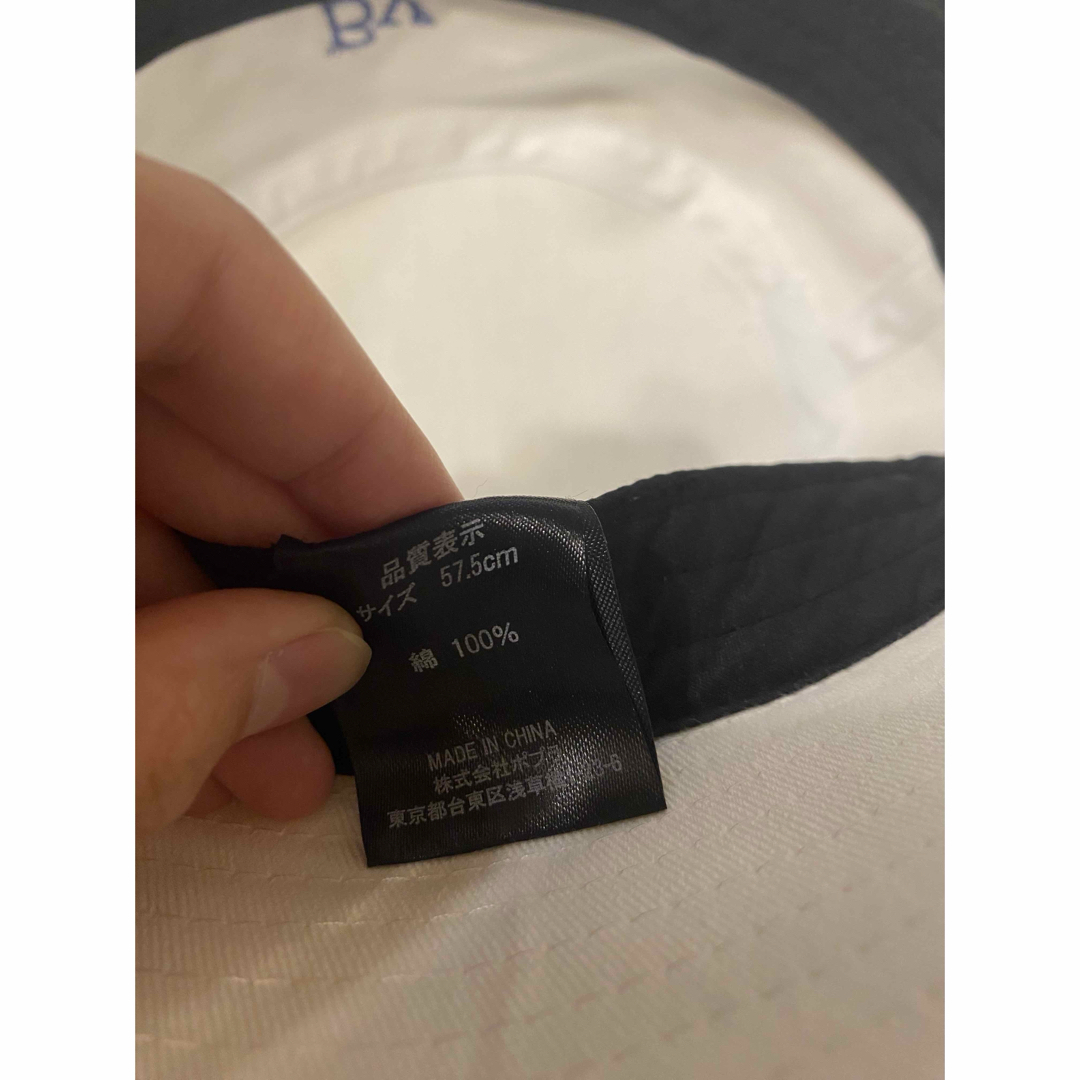 品質表示
サイズ 57.5cm
綿 100%
MADE IN CHINA
株式会社ポプラ
東京都台東区浅草橋